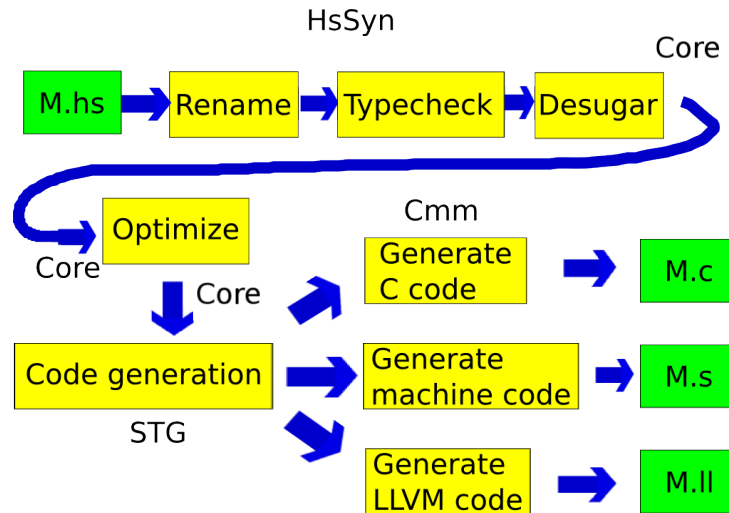 HsSyn
Core
M.hs
Rename
Typecheck
Desugar
Optimize
Core
Core
Cmm
Generate
C code
M.c
Code generation
STG
Generate
machine code
M.s
Generate
LLVM code
M.ll